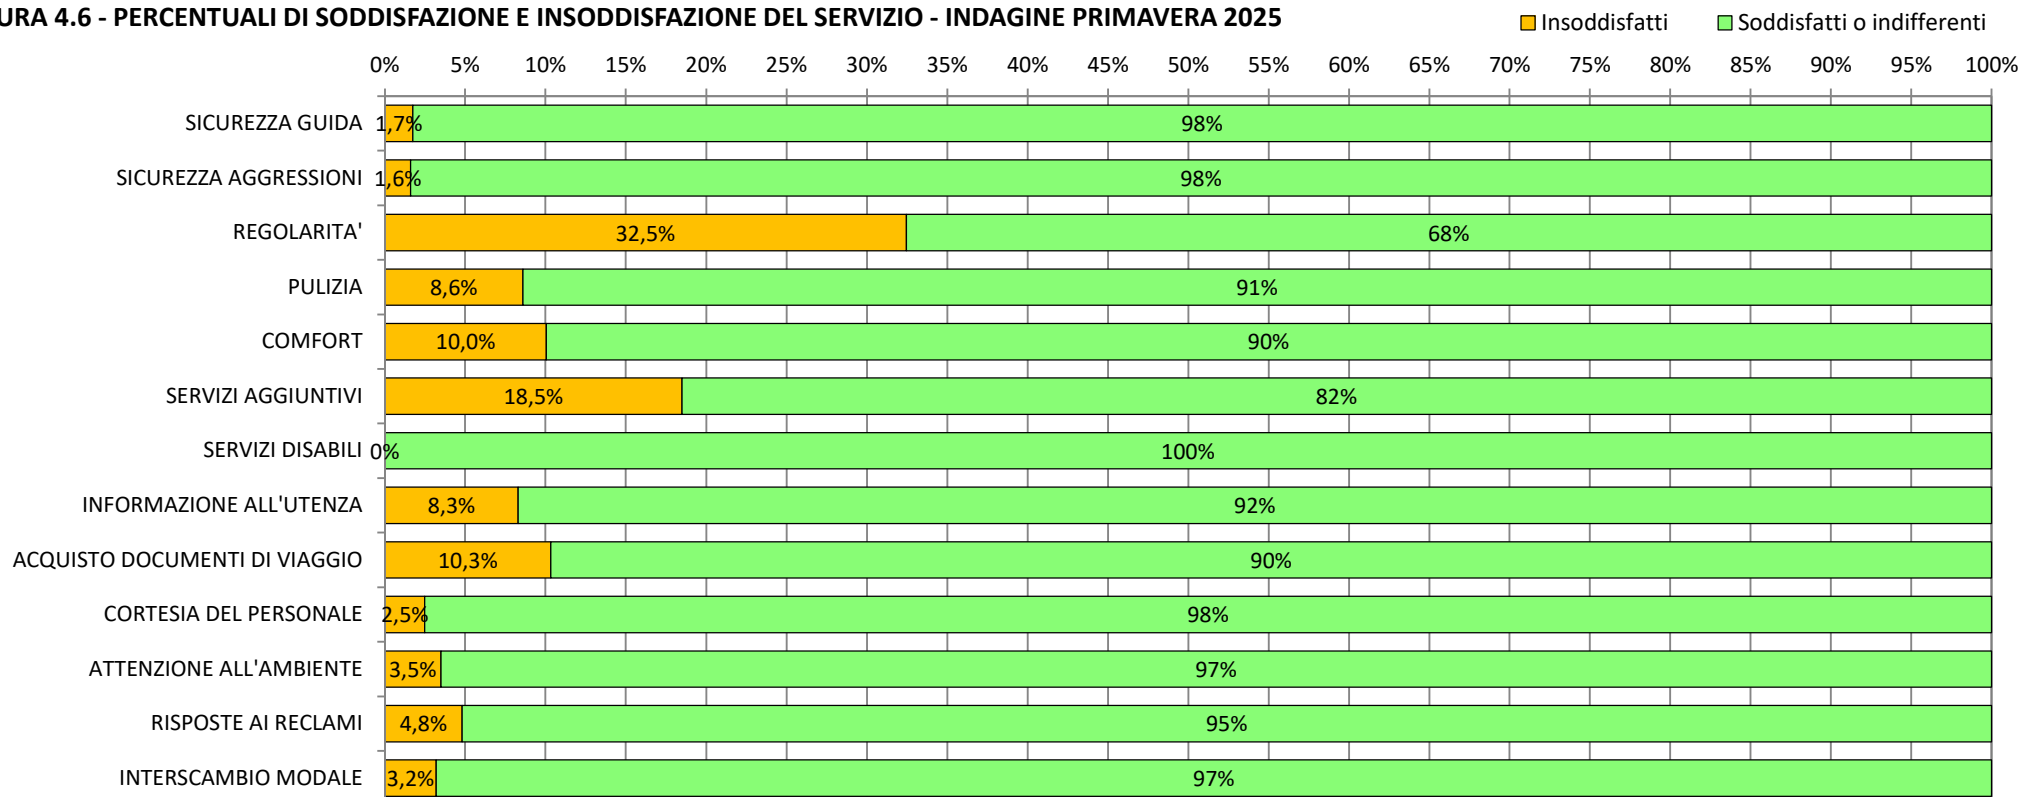 URA 4.6 - PERCENTUALI DI SODDISFAZIONE E INSODDISFAZIONE DEL SERVIZIO - INDAGINE PRIMAVERA 2025
Insoddisfatti Soddisfatti o indifferenti
0% 5% 10% 15% 20% 25% 30% 35% 40% 45% 50% 55% 60% 65% 70% 75% 80% 85% 90% 95% 100%
SICUREZZA GUIDA 1,7% 98%
SICUREZZA AGGRESSIONI 1,6% 98%
REGOLARITA' 32,5% 68%
PULIZIA 8,6% 91%
COMFORT 10,0% 90%
SERVIZI AGGIUNTIVI 18,5% 82%
SERVIZI DISABILI 0% 100%
INFORMAZIONE ALL'UTENZA 8,3% 92%
ACQUISTO DOCUMENTI DI VIAGGIO 10,3% 90%
CORTESIA DEL PERSONALE 2,5% 98%
ATTENZIONE ALL'AMBIENTE 3,5% 97%
RISPOSTE AI RECLAMI 4,8% 95%
INTERSCAMBIO MODALE 3,2% 97%